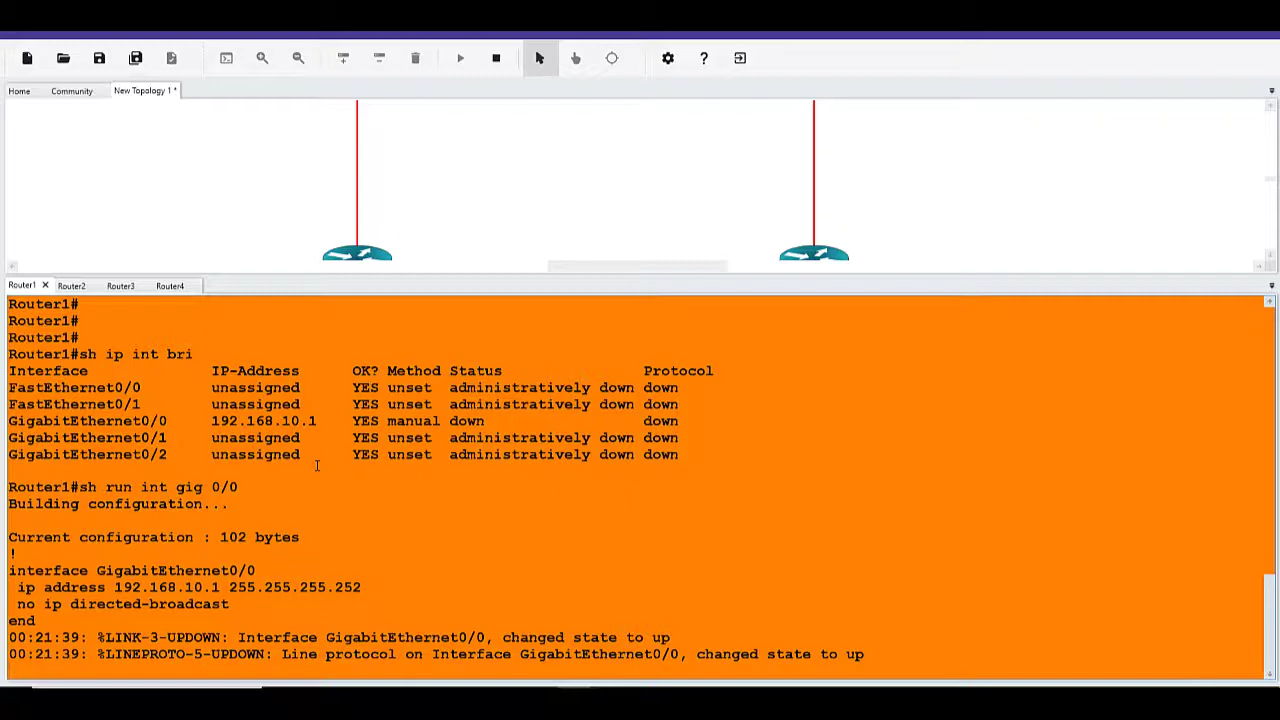 Home Community New Topology 1 *
Router1 Router2 Router3 Router4
Router1#
Router1#
Router1#
Router1#sh ip int bri
Interface IP-Address OK? Method Status Protocol
FastEthernet0/0 unassigned YES unset administratively down down
FastEthernet0/1 unassigned YES unset administratively down down
GigabitEthernet0/0 192.168.10.1 YES manual down down
GigabitEthernet0/1 unassigned YES unset administratively down down
GigabitEthernet0/2 unassigned YES unset administratively down down
Router1#sh run int gig 0/0
Building configuration...
Current configuration : 102 bytes
!
interface GigabitEthernet0/0
ip address 192.168.10.1 255.255.255.252
no ip directed-broadcast
end
00:21:39: %LINK-3-UPDOWN: Interface GigabitEthernet0/0, changed state to up
00:21:39: %LINEPROTO-5-UPDOWN: Line protocol on Interface GigabitEthernet0/0, changed state to up